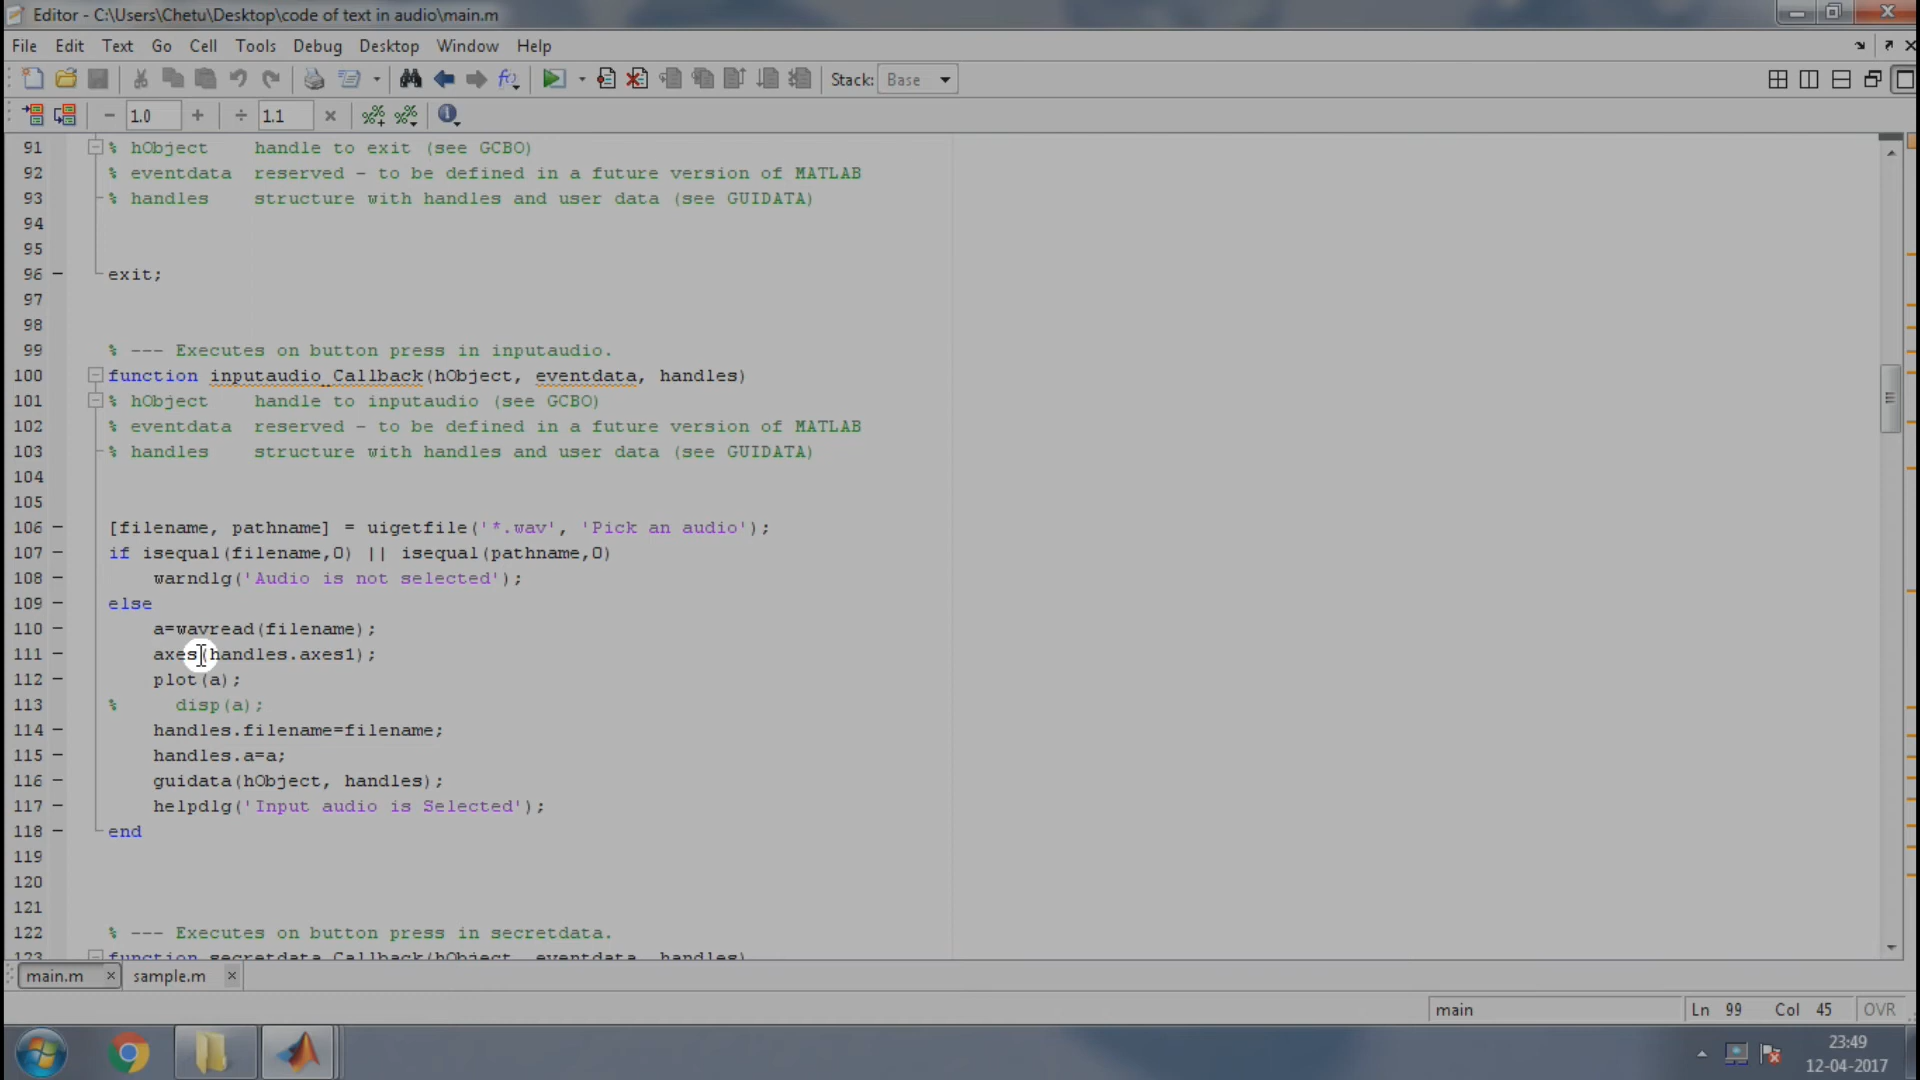 Editor - C:\Users\Chetu\Desktop\code of text in audio\main.m
File Edit Text Go Cell Tools Debug Desktop Window Help
Stack: Base
- 1.0 + ÷ 1.1 ×
91 % hObject    handle to exit (see GCBO)
92 % eventdata  reserved - to be defined in a future version of MATLAB
93 % handles    structure with handles and user data (see GUIDATA)
94
95
96 exit;
97
98
99 % --- Executes on button press in inputaudio.
100 function inputaudio_Callback(hObject, eventdata, handles)
101 % hObject    handle to inputaudio (see GCBO)
102 % eventdata  reserved - to be defined in a future version of MATLAB
103 % handles    structure with handles and user data (see GUIDATA)
104
105
106 [filename, pathname] = uigetfile('*.wav', 'Pick an audio');
107 if isequal(filename,0) || isequal(pathname,0)
108     warndlg('Audio is not selected');
109 else
110     a=wavread(filename);
111     axes(handles.axes1);
112     plot(a);
113 %     disp(a);
114     handles.filename=filename;
115     handles.a=a;
116     guidata(hObject, handles);
117     helpdlg('Input audio is Selected');
118 end
119
120
121
122 % --- Executes on button press in secretdata.
123 function secretdata_Callback(hObject, eventdata, handles)
main.m × sample.m ×
main Ln 99 Col 45 OVR
23:49
12-04-2017